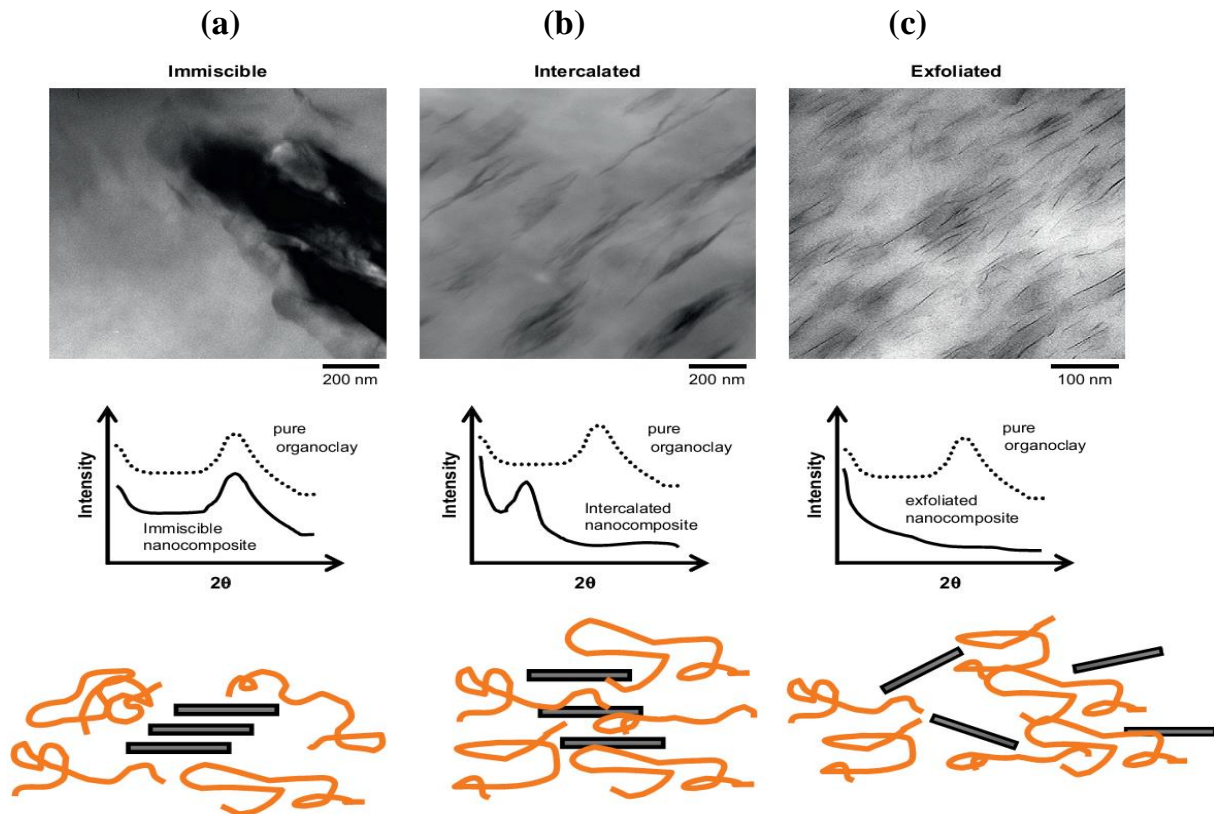 (a)
(b)
(c)
Immiscible
Intercalated
Exfoliated
200 nm
200 nm
100 nm
Intensity
pure
organoclay
Immiscible
nanocomposite
2θ
Intensity
pure
organoclay
Intercalated
nanocomposite
2θ
Intensity
pure
organoclay
exfoliated
nanocomposite
2θ